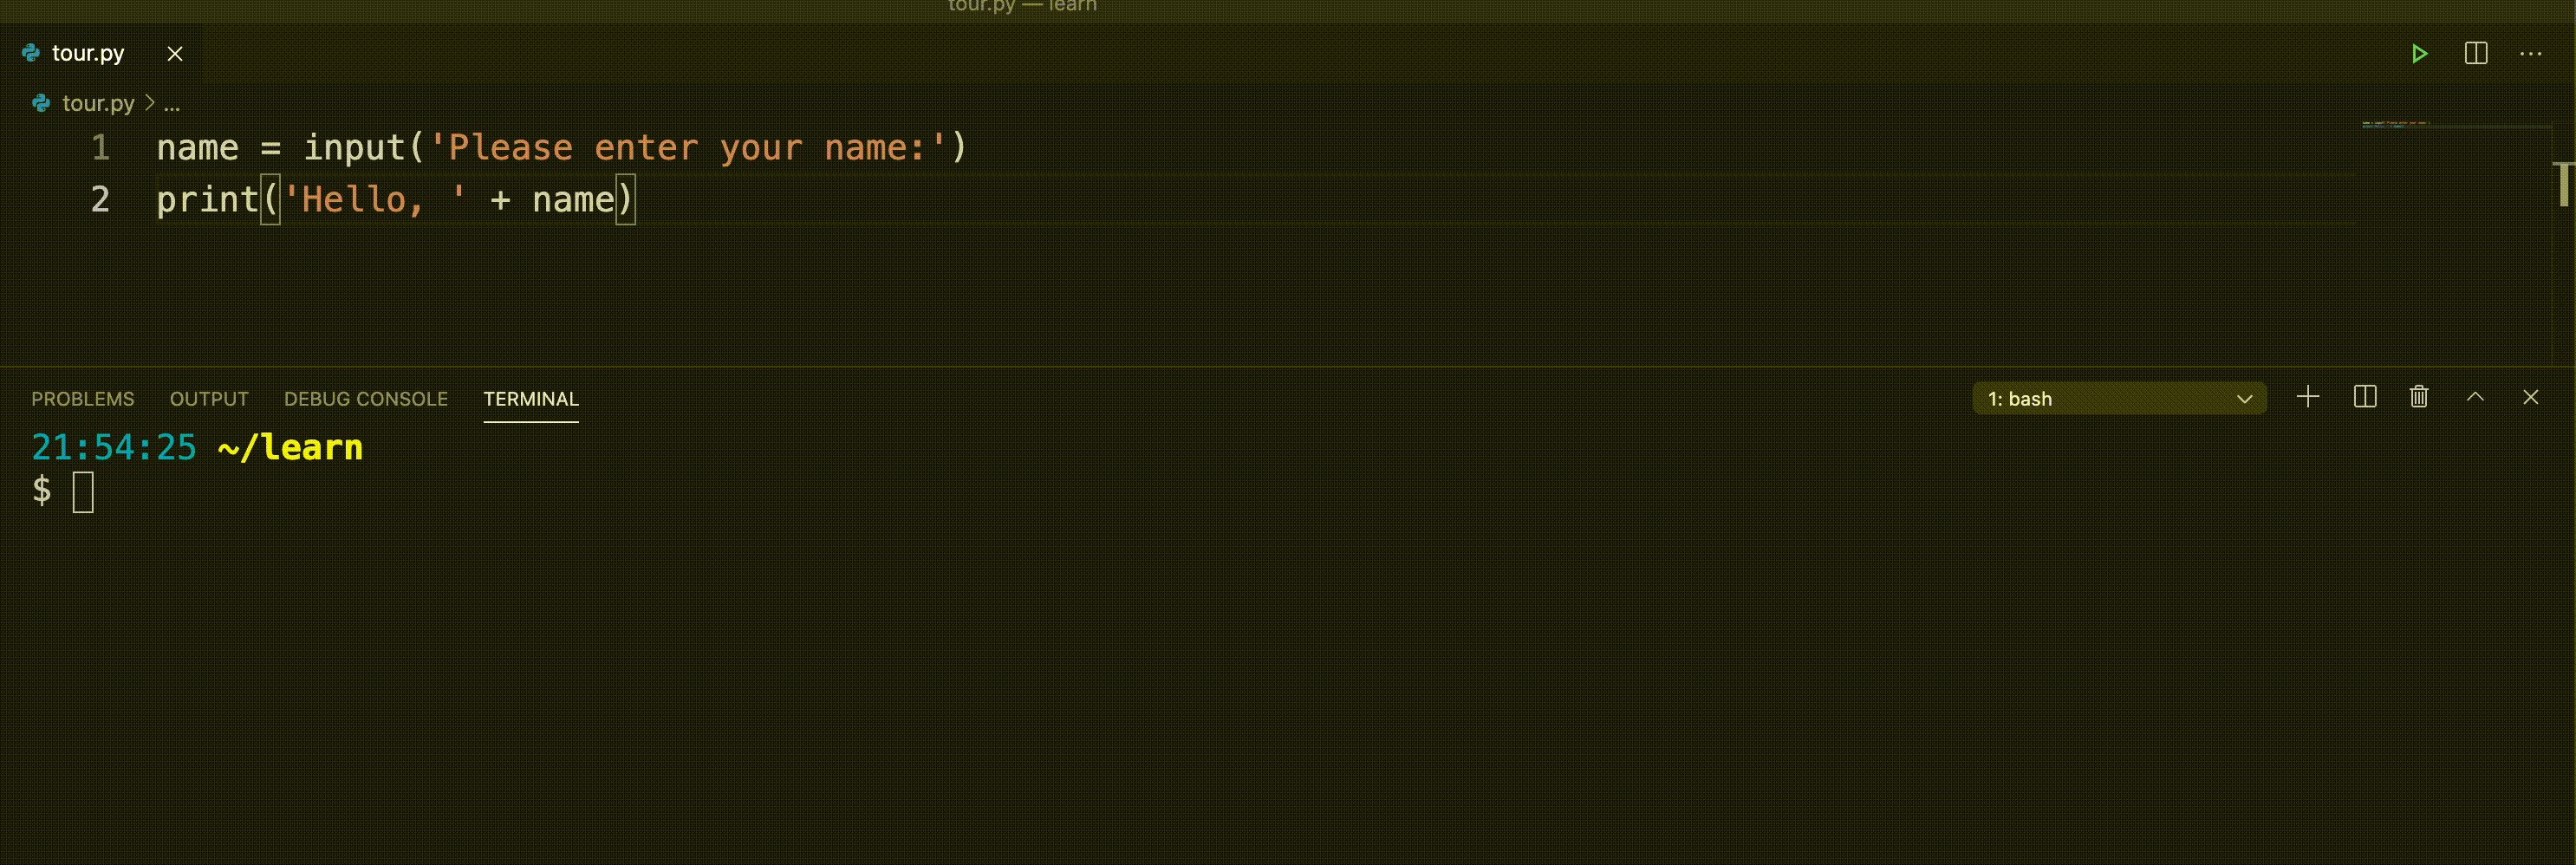 tour.py — learn
tour.py
tour.py > ...
1 name = input('Please enter your name:')
2 print('Hello, ' + name)
PROBLEMS OUTPUT DEBUG CONSOLE TERMINAL 1: bash
21:54:25 ~/learn
$